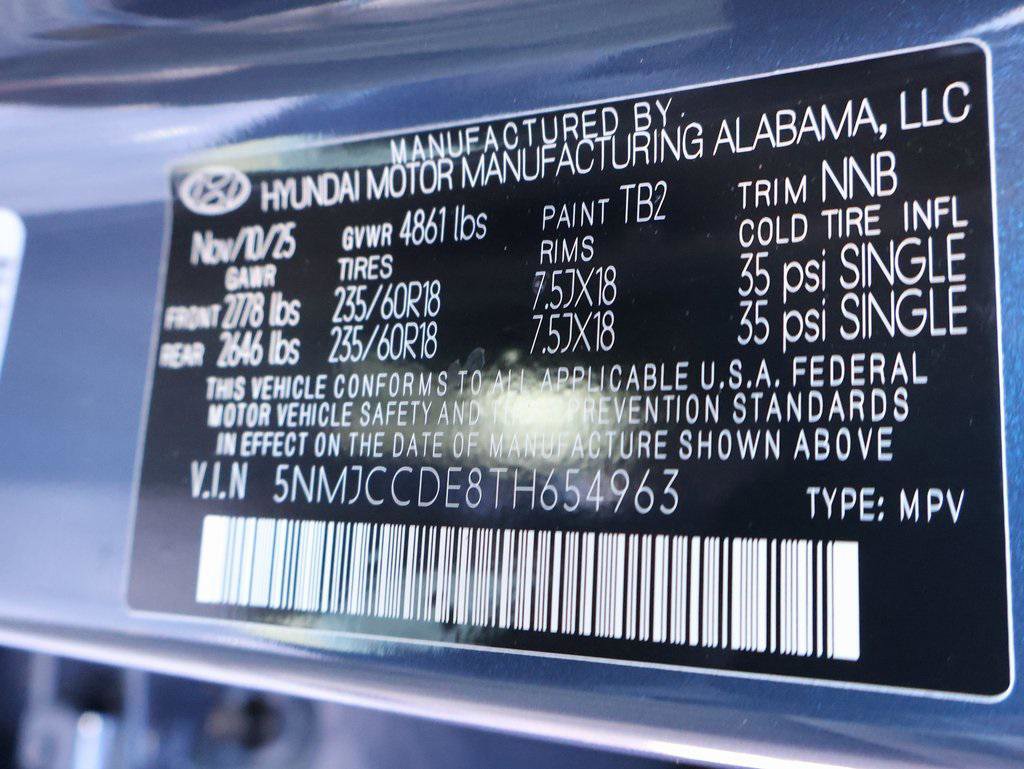 MANUFACTURED BY
HYUNDAI MOTOR MANUFACTURING ALABAMA, LLC
Nov/10/25 GVWR 4861 lbs PAINT TB2 TRIM NNB
GAWR TIRES RIMS COLD TIRE INFL
FRONT 2778 lbs 235/60R18 7.5JX18 35 psi SINGLE
REAR 2646 lbs 235/60R18 7.5JX18 35 psi SINGLE
THIS VEHICLE CONFORMS TO ALL APPLICABLE U.S.A. FEDERAL
MOTOR VEHICLE SAFETY AND THEFT PREVENTION STANDARDS
IN EFFECT ON THE DATE OF MANUFACTURE SHOWN ABOVE
V.I.N 5NMJCCDE8TH654963 TYPE: MPV